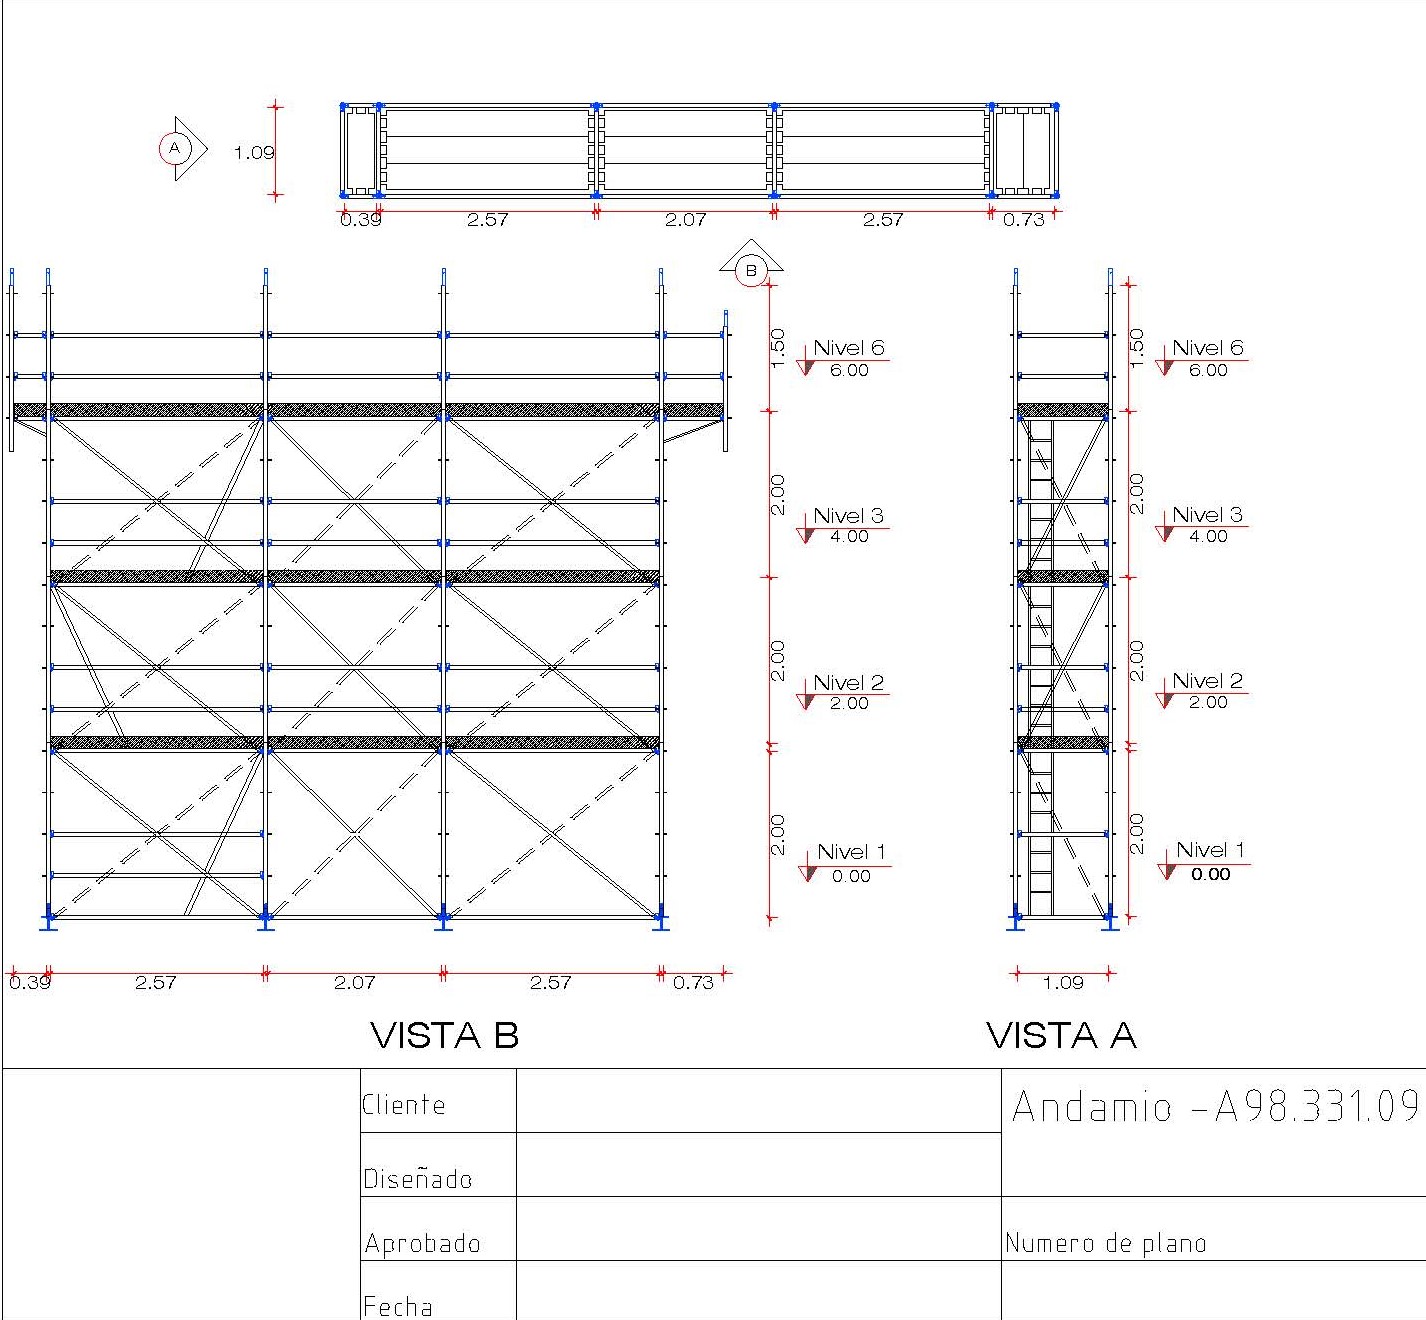 A
1.09
0.39
2.57
2.07
2.57
0.73
B
1.50
Nivel 6
6.00
2.00
Nivel 3
4.00
2.00
Nivel 2
2.00
2.00
Nivel 1
0.00
1.50
Nivel 6
6.00
2.00
Nivel 3
4.00
2.00
Nivel 2
2.00
2.00
Nivel 1
0.00
0.39
2.57
2.07
2.57
0.73
1.09
VISTA B
VISTA A
Cliente
Andamio -A98.331.09
Diseñado
Aprobado
Numero de plano
Fecha